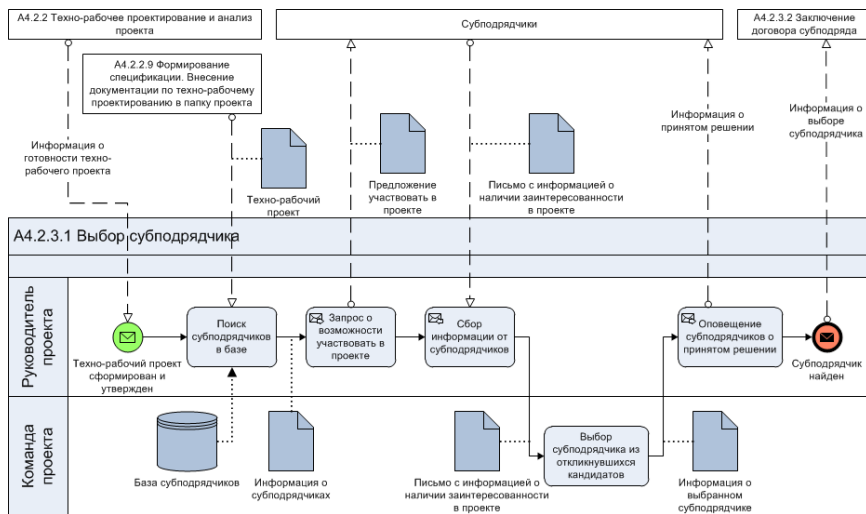 А4.2.2 Техно-рабочее проектирование и анализ
проекта
Субподрядчики
А4.2.3.2 Заключение
договора субподряда
А4.2.2.9 Формирование
спецификации. Внесение
документации по техно-рабочему
проектированию в папку проекта
Информация о
готовности техно-
рабочего проекта
Техно-рабочий
проект
Предложение
участвовать в
проекте
Письмо с информацией о
наличии заинтересованности
в проекте
Информация о
принятом решении
Информация о
выборе
субподрядчика
А4.2.3.1 Выбор субподрядчика
Руководитель
проекта
Техно-рабочий проект
сформирован и
утвержден
Поиск
субподрядчиков
в базе
Запрос о
возможности
участвовать в
проекте
Сбор
информации от
субподрядчиков
Оповещение
субподрядчиков о
принятом решении
Субподрядчик
найден
Команда
проекта
База субподрядчиков
Информация о
субподрядчиках
Письмо с информацией о
наличии заинтересованности
в проекте
Выбор
субподрядчика из
откликнувшихся
кандидатов
Информация о
выбранном
субподрядчике